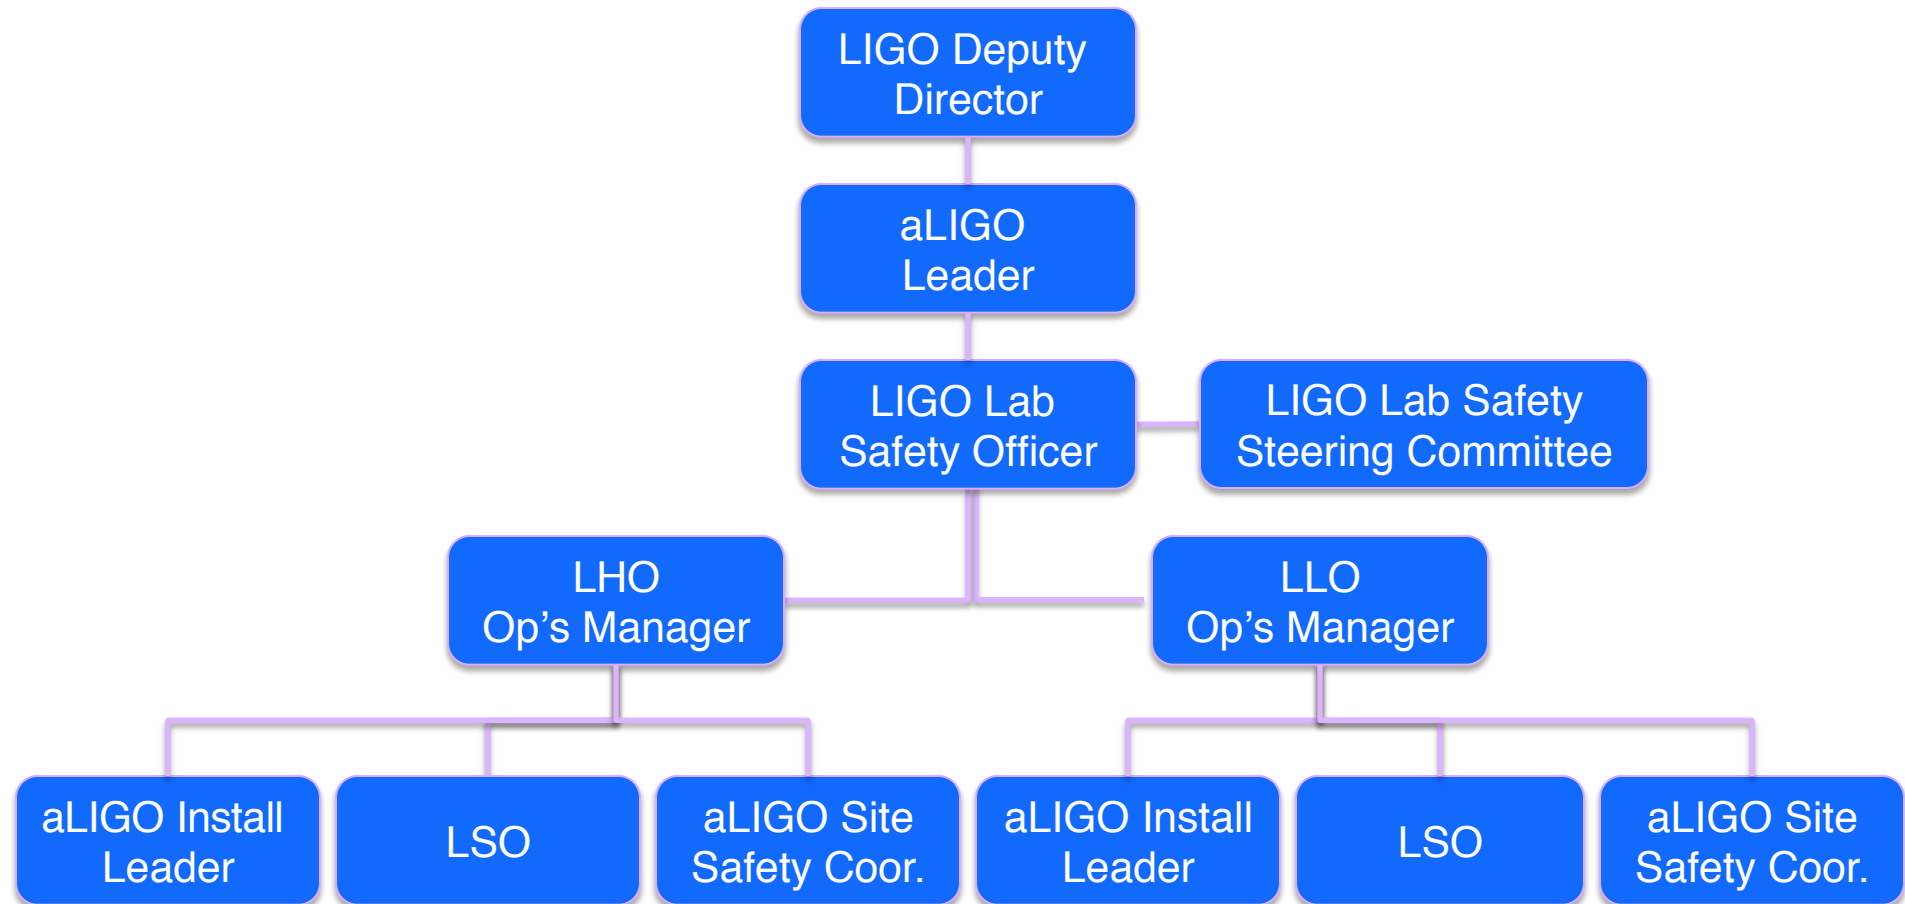 LIGO Deputy
Director
aLIGO
Leader
LIGO Lab
Safety Officer
LIGO Lab Safety
Steering Committee
LHO
Op’s Manager
LLO
Op’s Manager
aLIGO Install
Leader
LSO
aLIGO Site
Safety Coor.
aLIGO Install
Leader
LSO
aLIGO Site
Safety Coor.